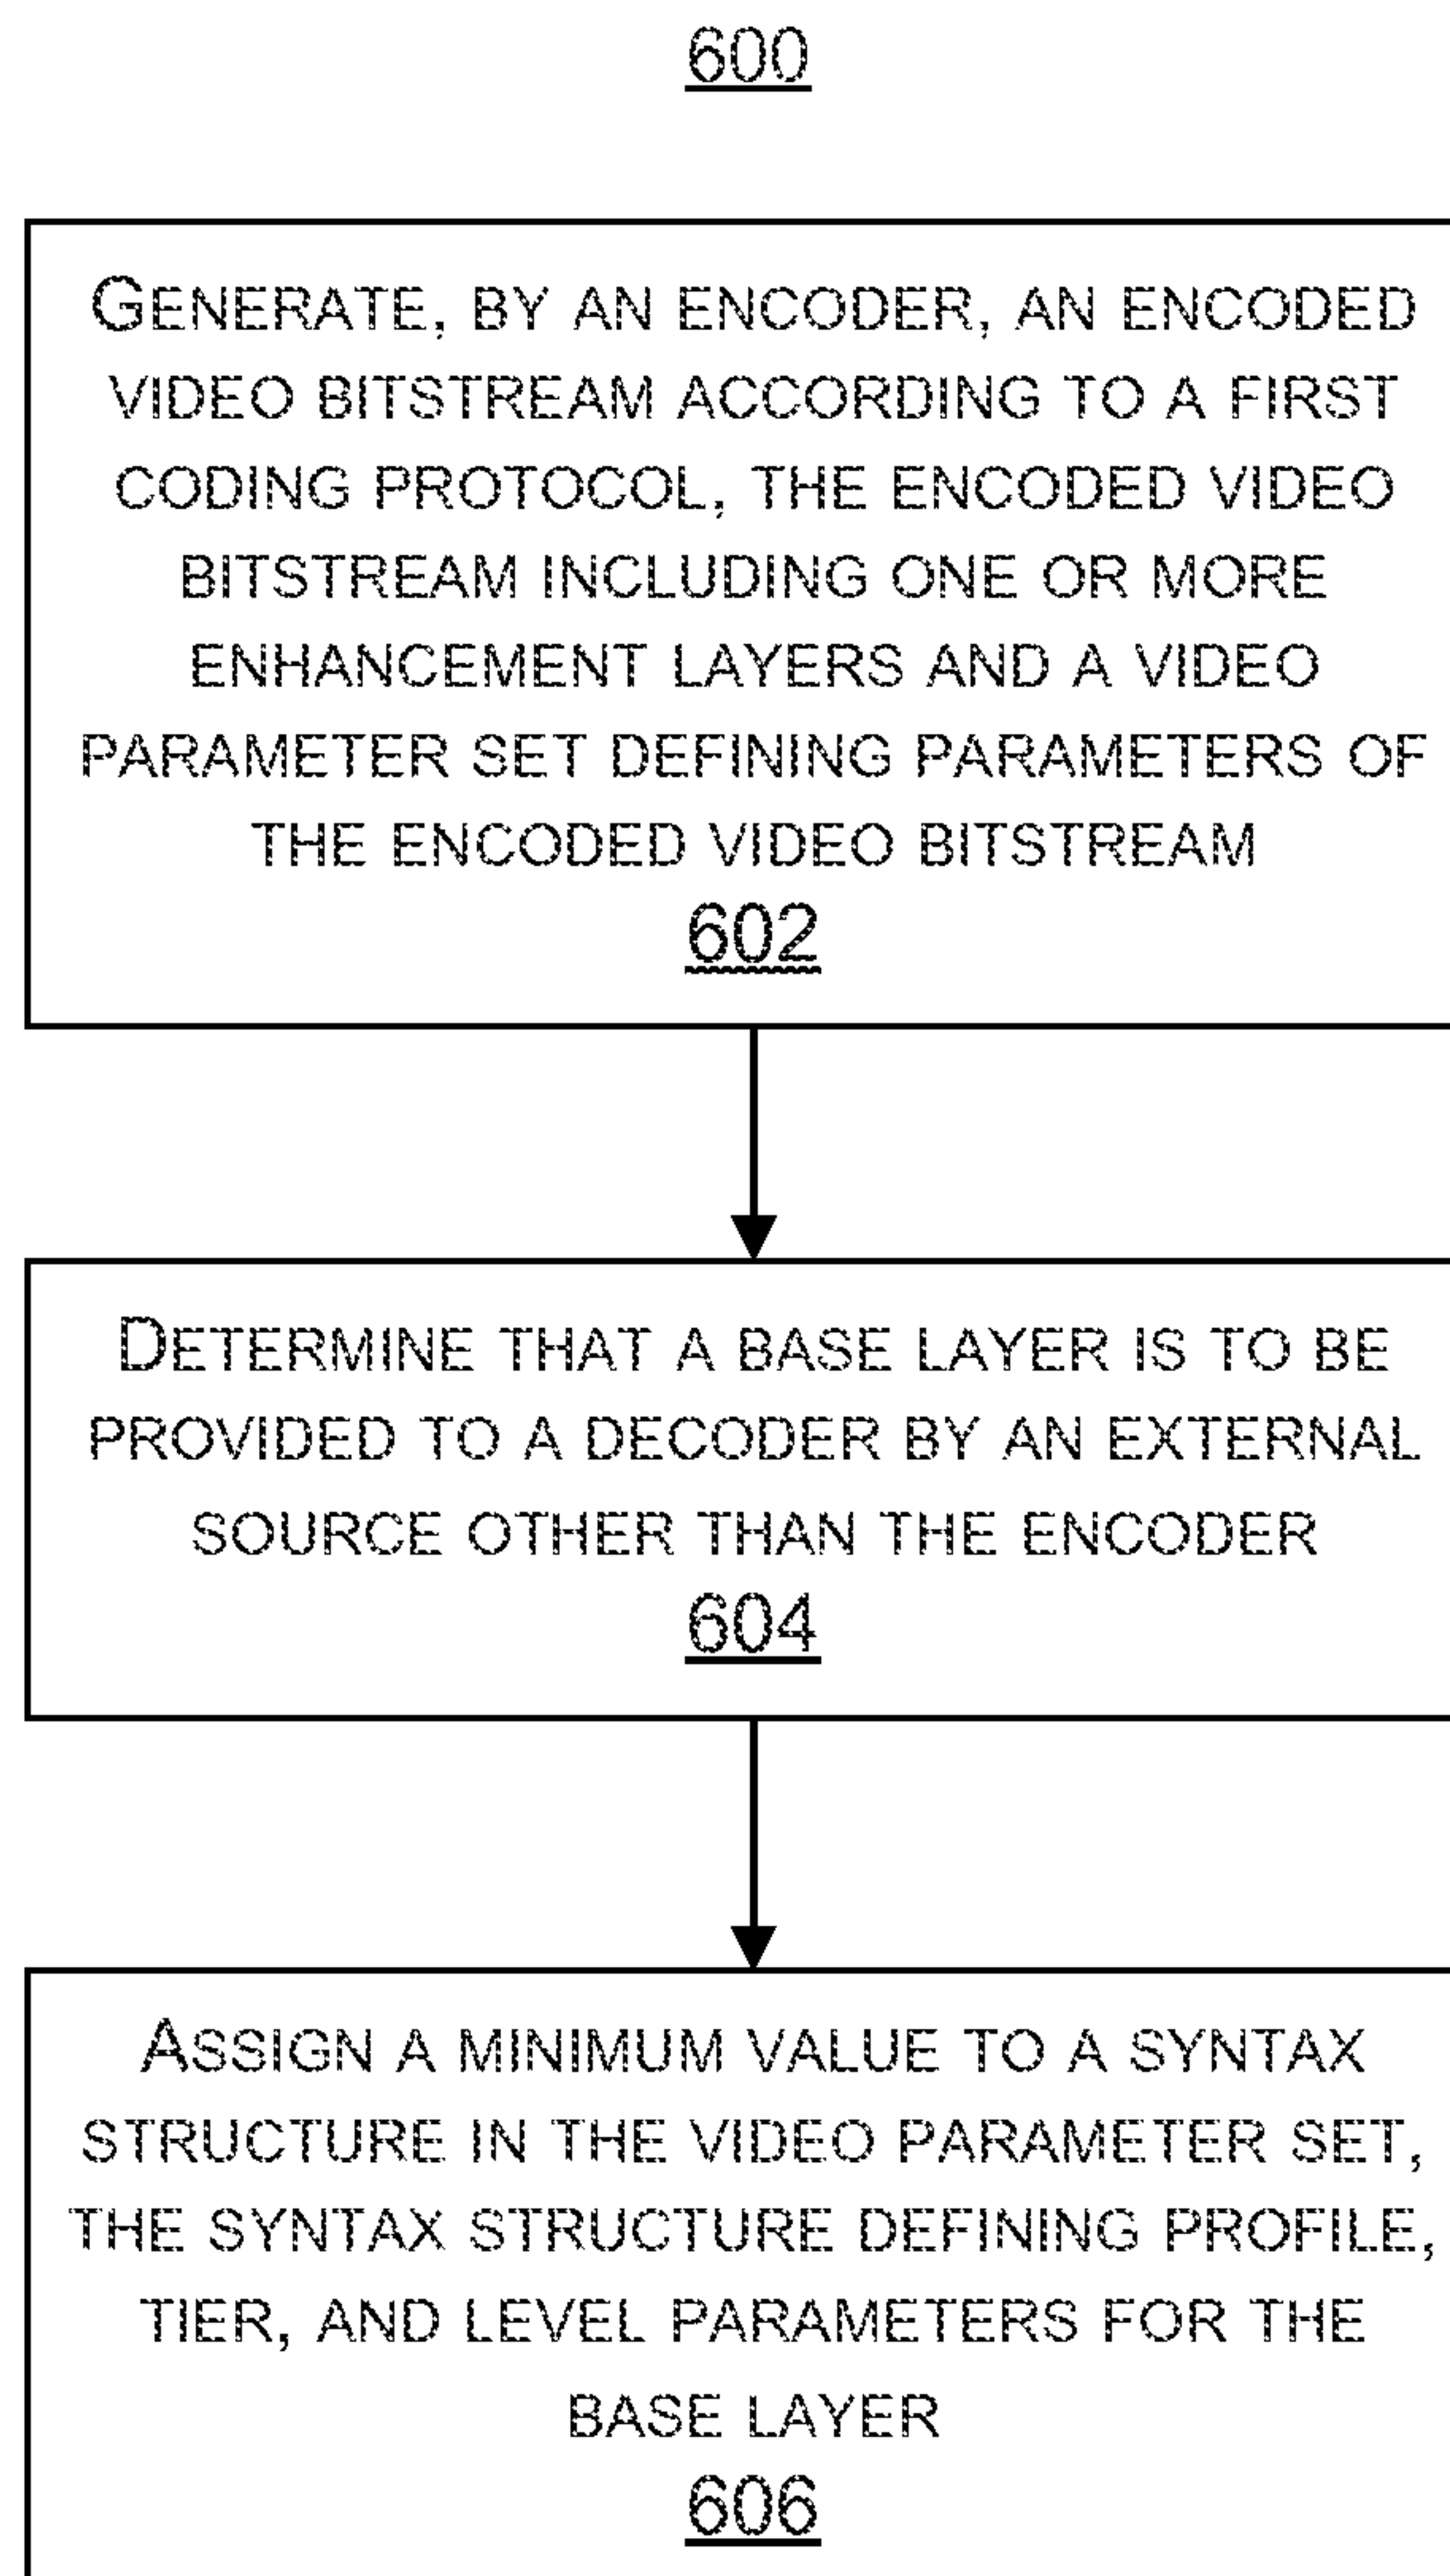 600
GENERATE, BY AN ENCODER, AN ENCODED
VIDEO BITSTREAM ACCORDING TO A FIRST
CODING PROTOCOL, THE ENCODED VIDEO
BITSTREAM INCLUDING ONE OR MORE
ENHANCEMENT LAYERS AND A VIDEO
PARAMETER SET DEFINING PARAMETERS OF
THE ENCODED VIDEO BITSTREAM
602
DETERMINE THAT A BASE LAYER IS TO BE
PROVIDED TO A DECODER BY AN EXTERNAL
SOURCE OTHER THAN THE ENCODER
604
ASSIGN A MINIMUM VALUE TO A SYNTAX
STRUCTURE IN THE VIDEO PARAMETER SET,
THE SYNTAX STRUCTURE DEFINING PROFILE,
TIER, AND LEVEL PARAMETERS FOR THE
BASE LAYER
606